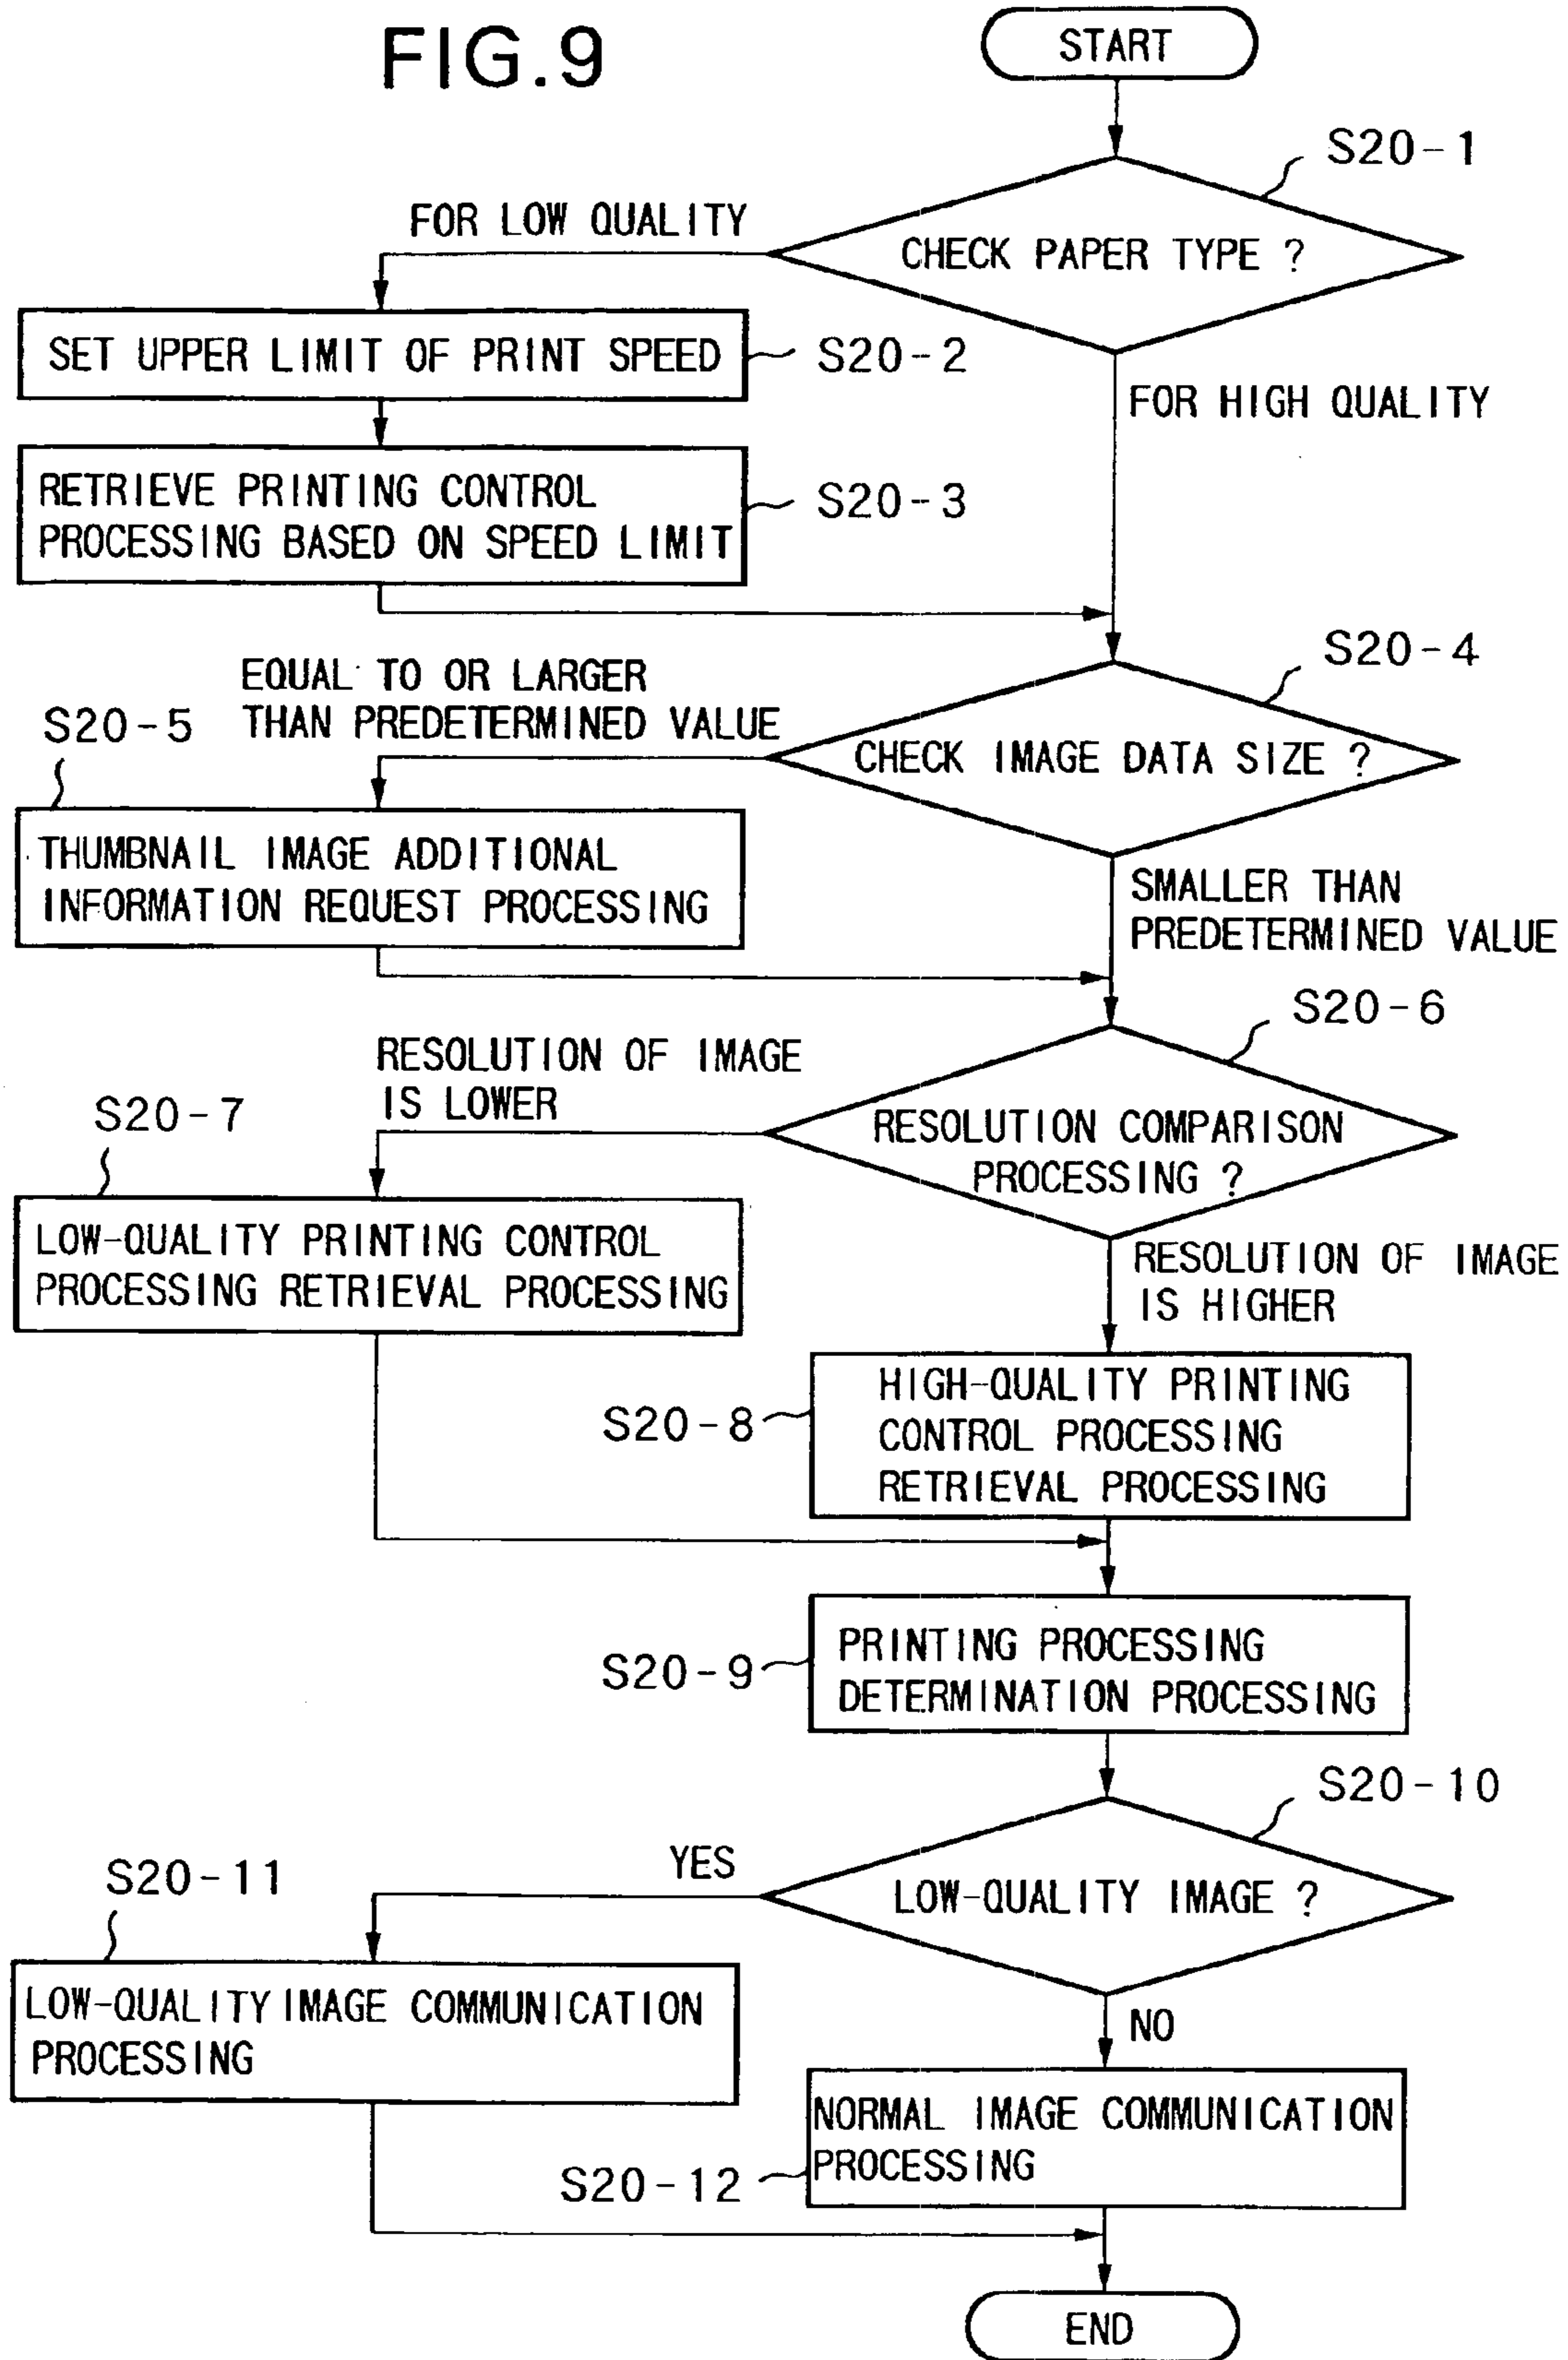 FIG.9
START
S20-1
FOR LOW QUALITY
CHECK PAPER TYPE ?
SET UPPER LIMIT OF PRINT SPEED
S20-2
FOR HIGH QUALITY
RETRIEVE PRINTING CONTROL
PROCESSING BASED ON SPEED LIMIT
S20-3
S20-4
EQUAL TO OR LARGER
THAN PREDETERMINED VALUE
S20-5
CHECK IMAGE DATA SIZE ?
THUMBNAIL IMAGE ADDITIONAL
INFORMATION REQUEST PROCESSING
SMALLER THAN
PREDETERMINED VALUE
S20-6
RESOLUTION OF IMAGE
IS LOWER
S20-7
RESOLUTION COMPARISON
PROCESSING ?
LOW-QUALITY PRINTING CONTROL
PROCESSING RETRIEVAL PROCESSING
RESOLUTION OF IMAGE
IS HIGHER
S20-8
HIGH-QUALITY PRINTING
CONTROL PROCESSING
RETRIEVAL PROCESSING
S20-9
PRINTING PROCESSING
DETERMINATION PROCESSING
S20-10
YES
S20-11
LOW-QUALITY IMAGE ?
LOW-QUALITY IMAGE COMMUNICATION
PROCESSING
NO
NORMAL IMAGE COMMUNICATION
PROCESSING
S20-12
END